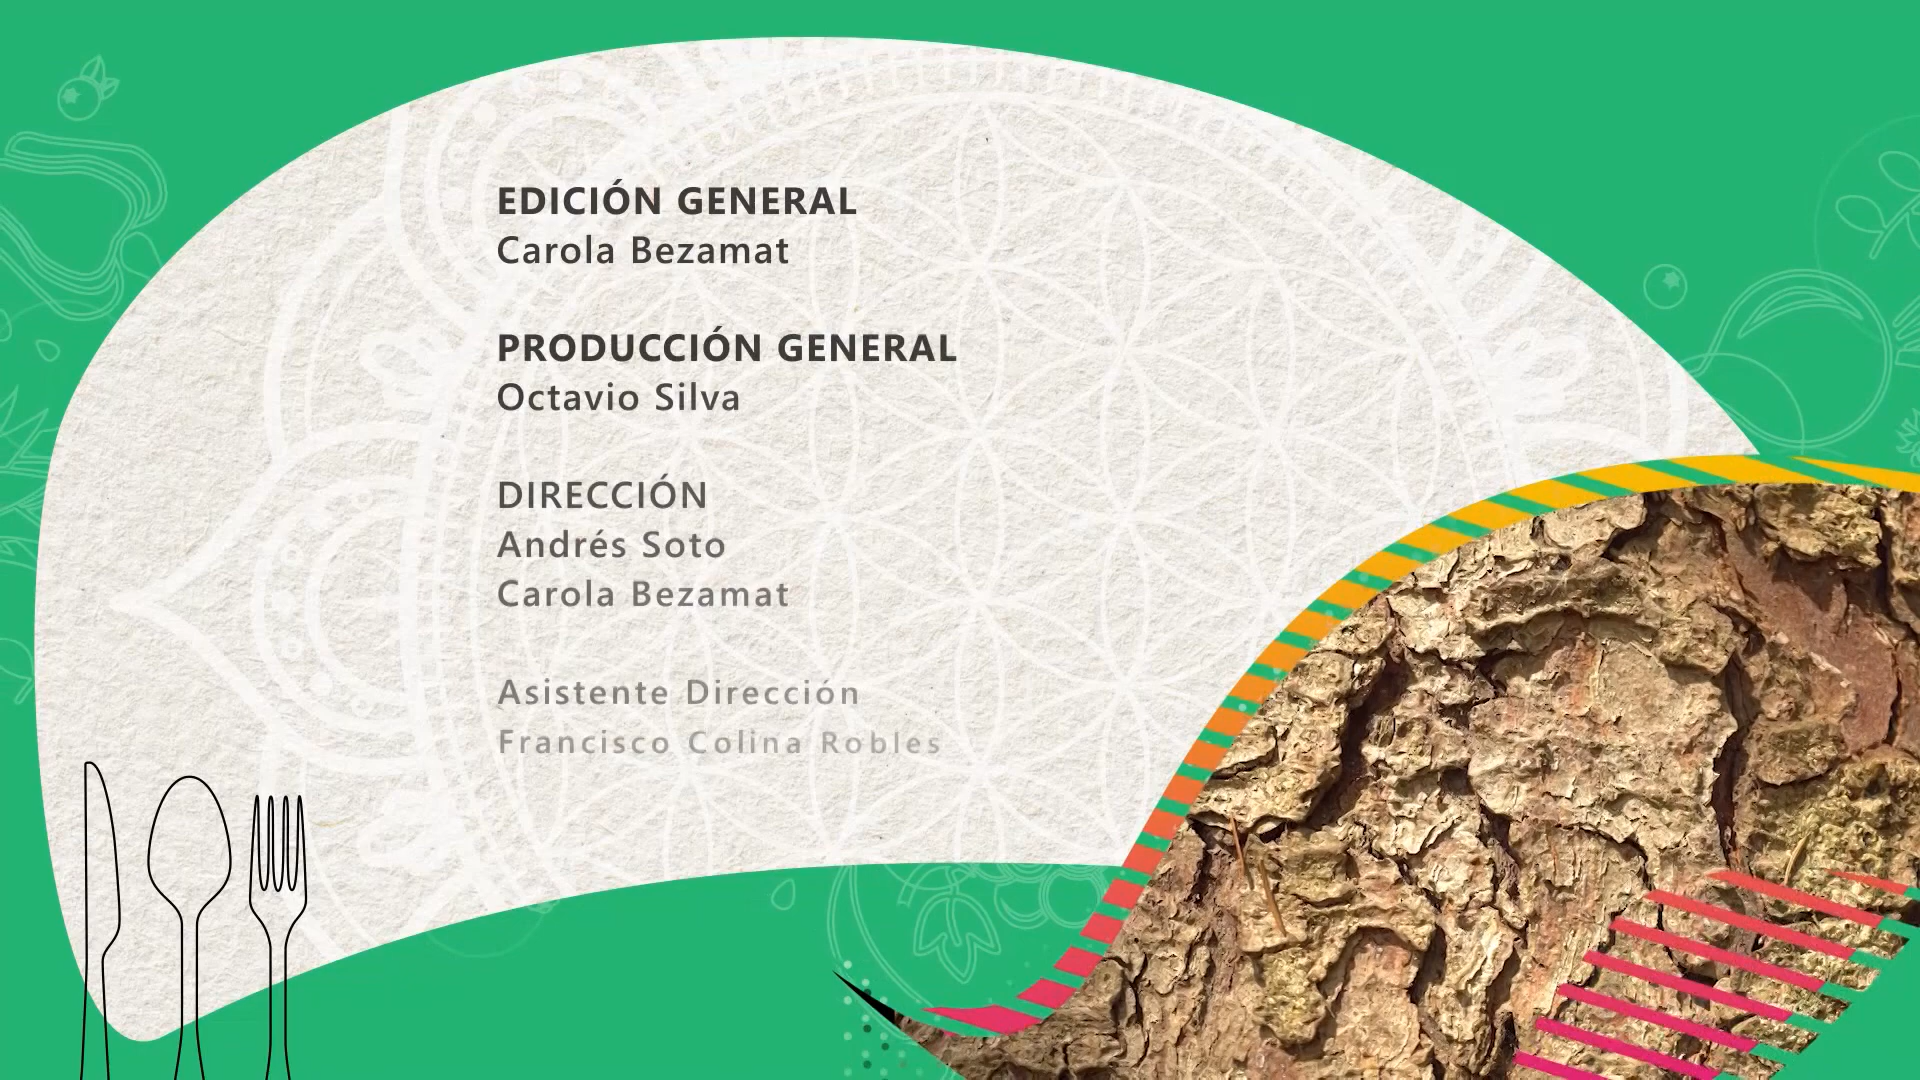 EDICIÓN GENERAL
Carola Bezamat
PRODUCCIÓN GENERAL
Octavio Silva
DIRECCIÓN
Andrés Soto
Carola Bezamat
Asistente Dirección
Francisco Colina Robles